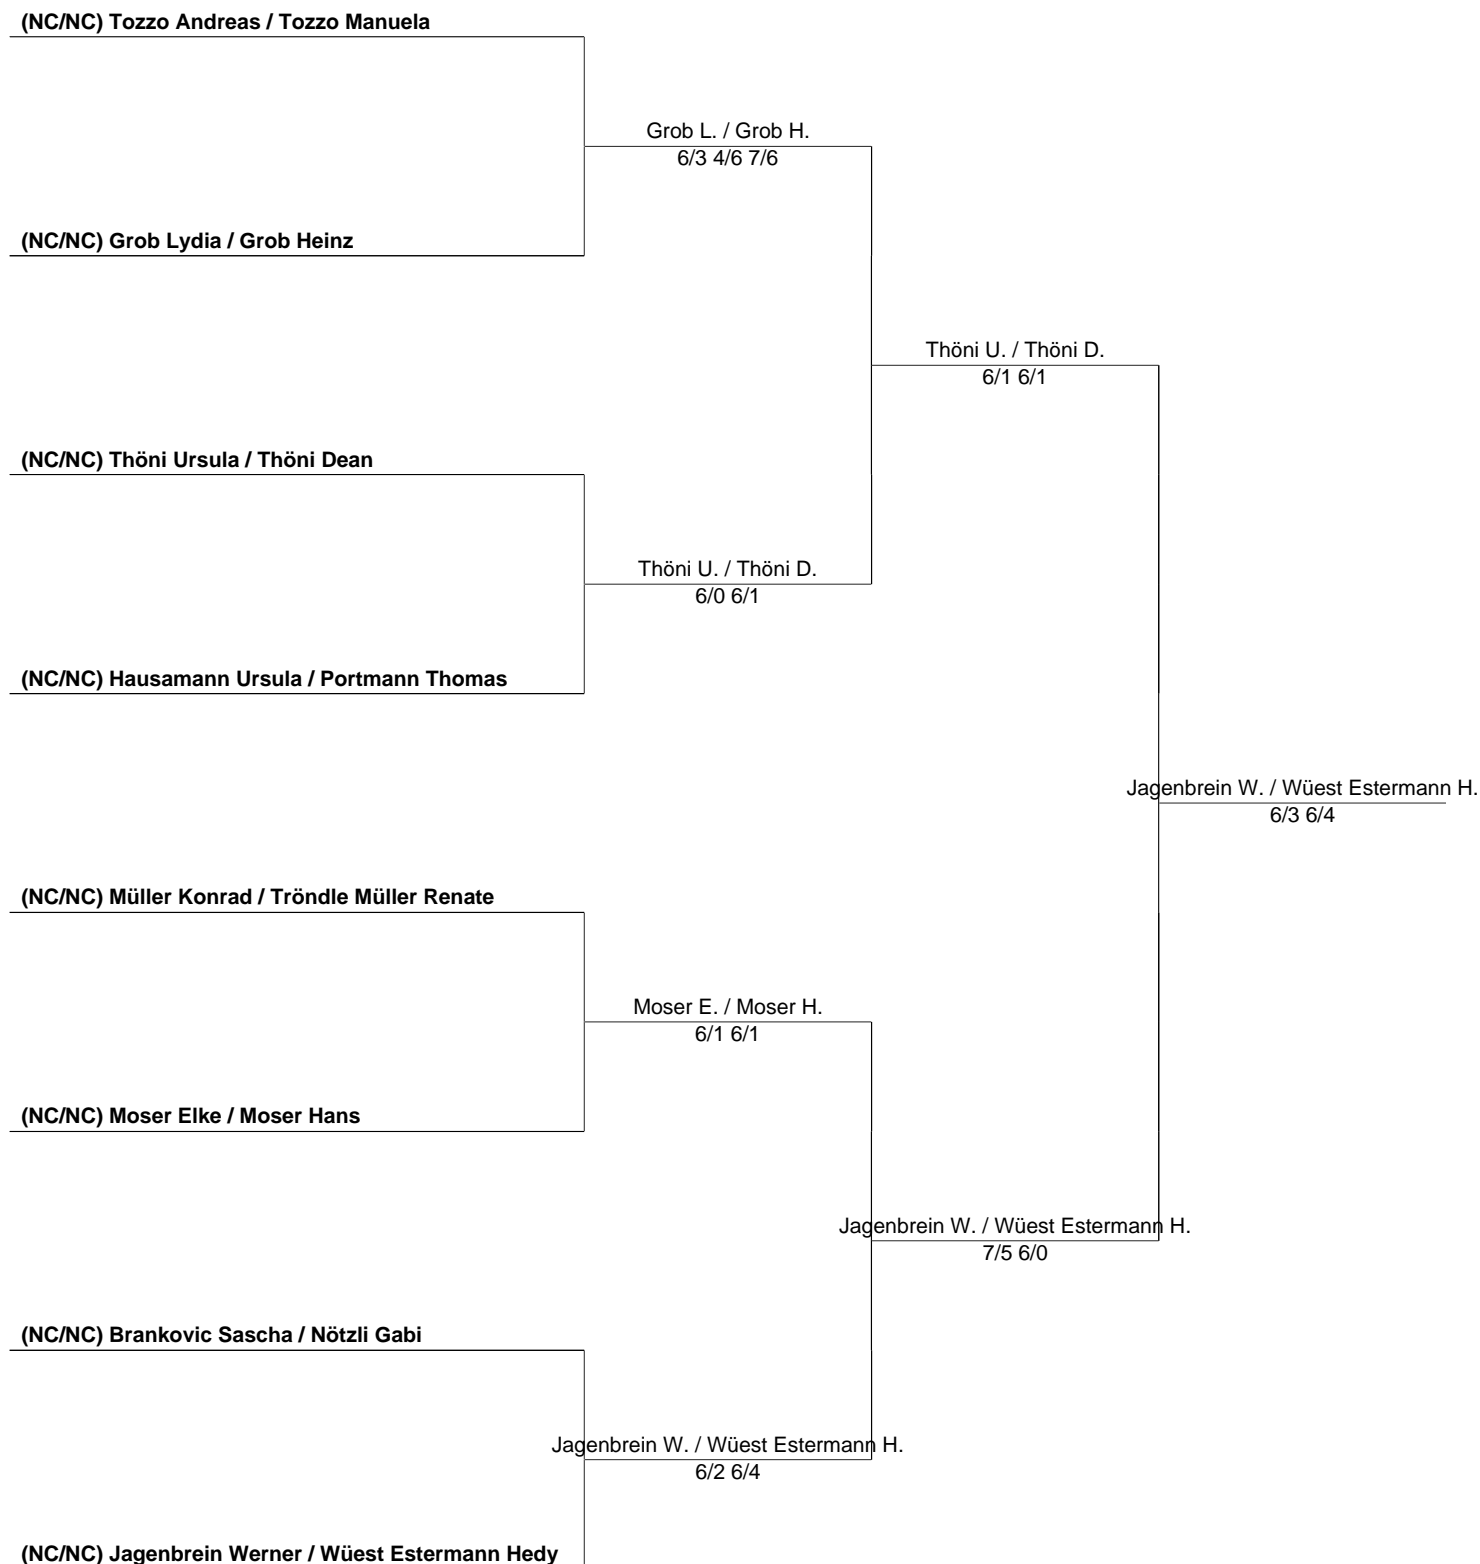 (NC/NC) Tozzo Andreas / Tozzo Manuela
Grob L. / Grob H.
6/3 4/6 7/6
(NC/NC) Grob Lydia / Grob Heinz
Thöni U. / Thöni D.
6/1 6/1
(NC/NC) Thöni Ursula / Thöni Dean
Thöni U. / Thöni D.
6/0 6/1
(NC/NC) Hausamann Ursula / Portmann Thomas
Jagenbrein W. / Wüest Estermann H.
6/3 6/4
(NC/NC) Müller Konrad / Tröndle Müller Renate
Moser E. / Moser H.
6/1 6/1
(NC/NC) Moser Elke / Moser Hans
Jagenbrein W. / Wüest Estermann H.
7/5 6/0
(NC/NC) Brankovic Sascha / Nötzli Gabi
Jagenbrein W. / Wüest Estermann H.
6/2 6/4
(NC/NC) Jagenbrein Werner / Wüest Estermann Hedy